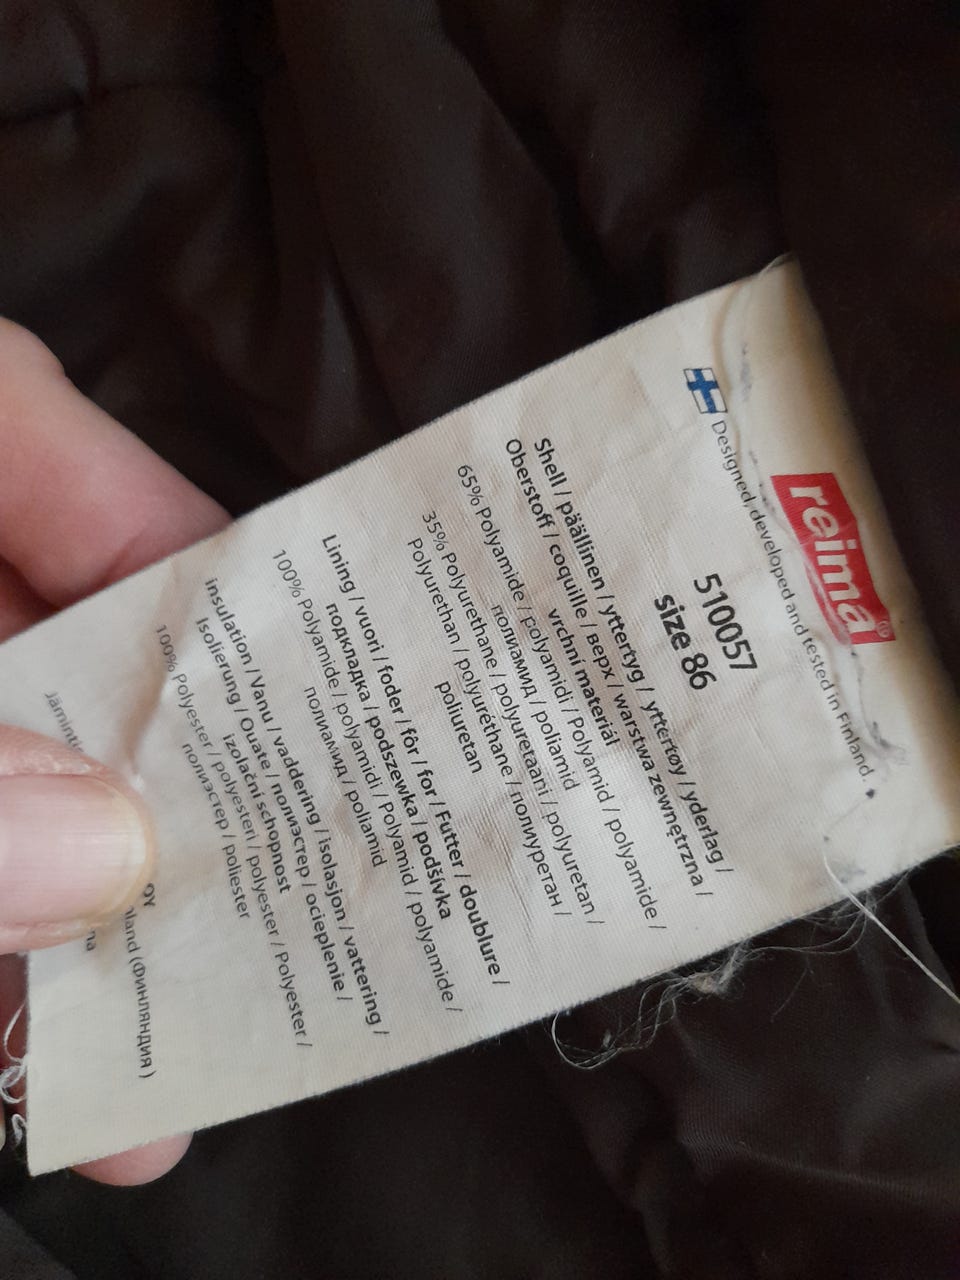 reima®
Designed, developed and tested in Finland.
510057
size 86
Shell / päällinen / yttertyg / yttertøy / yderlag /
Oberstoff / coquille / верх / warstwa zewnętrzna /
vrchní materiál
65% Polyamide / polyamidi / Polyamid / polyamide /
полиамид / poliamid
35% Polyurethane / polyuretaani / polyuretan /
Polyurethan / polyuréthane / полиуретан /
poliuretan
Lining / vuori / foder / fôr / for / Futter / doublure /
подкладка / podszewka / podšívka
100% Polyamide / polyamidi / Polyamid / polyamide /
полиамид / poliamid
insulation / Vanu / vaddering / isolasjon / vattering /
Isolierung / Ouate / полиэстер / ocieplenie /
izolační schopnost
100% Polyester / polyesteri / polyester / Polyester /
полиэстер / poliester
OY
(Финляндия)